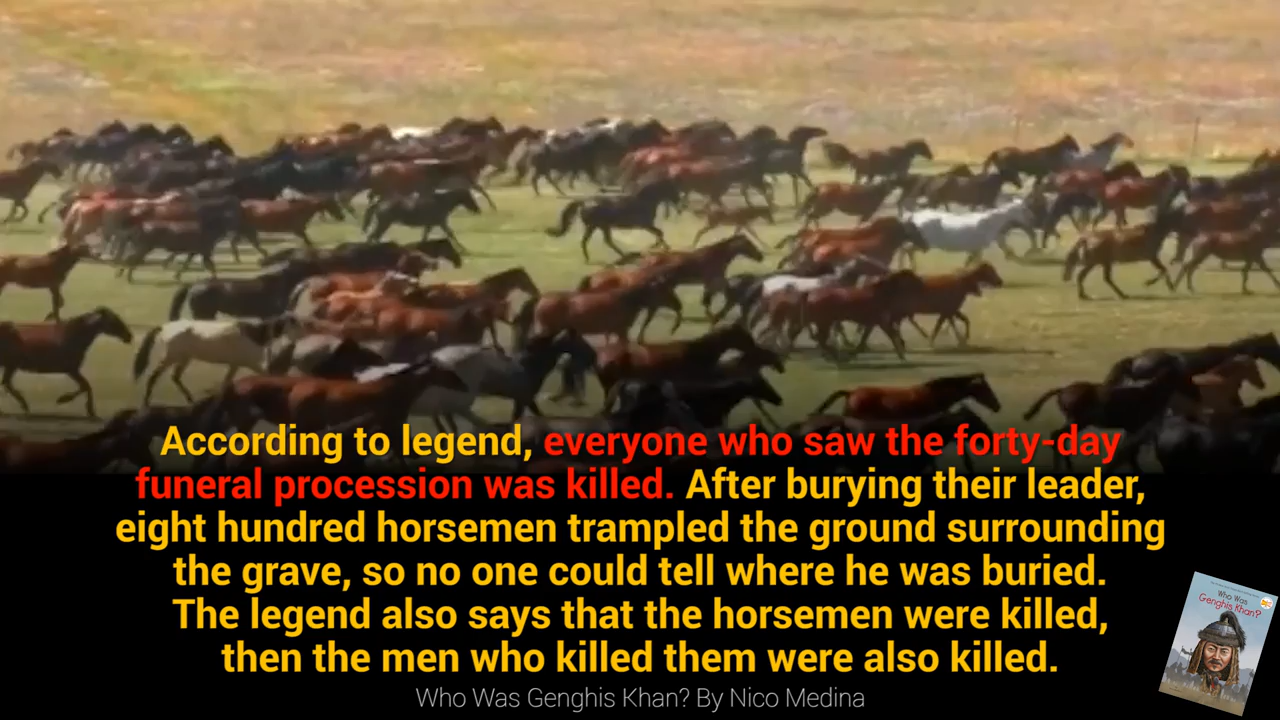 According to legend, everyone who saw the forty-day
funeral procession was killed. After burying their leader,
eight hundred horsemen trampled the ground surrounding
the grave, so no one could tell where he was buried.
The legend also says that the horsemen were killed,
then the men who killed them were also killed.
Who Was Genghis Khan? By Nico Medina
Who Was
Genghis Khan?